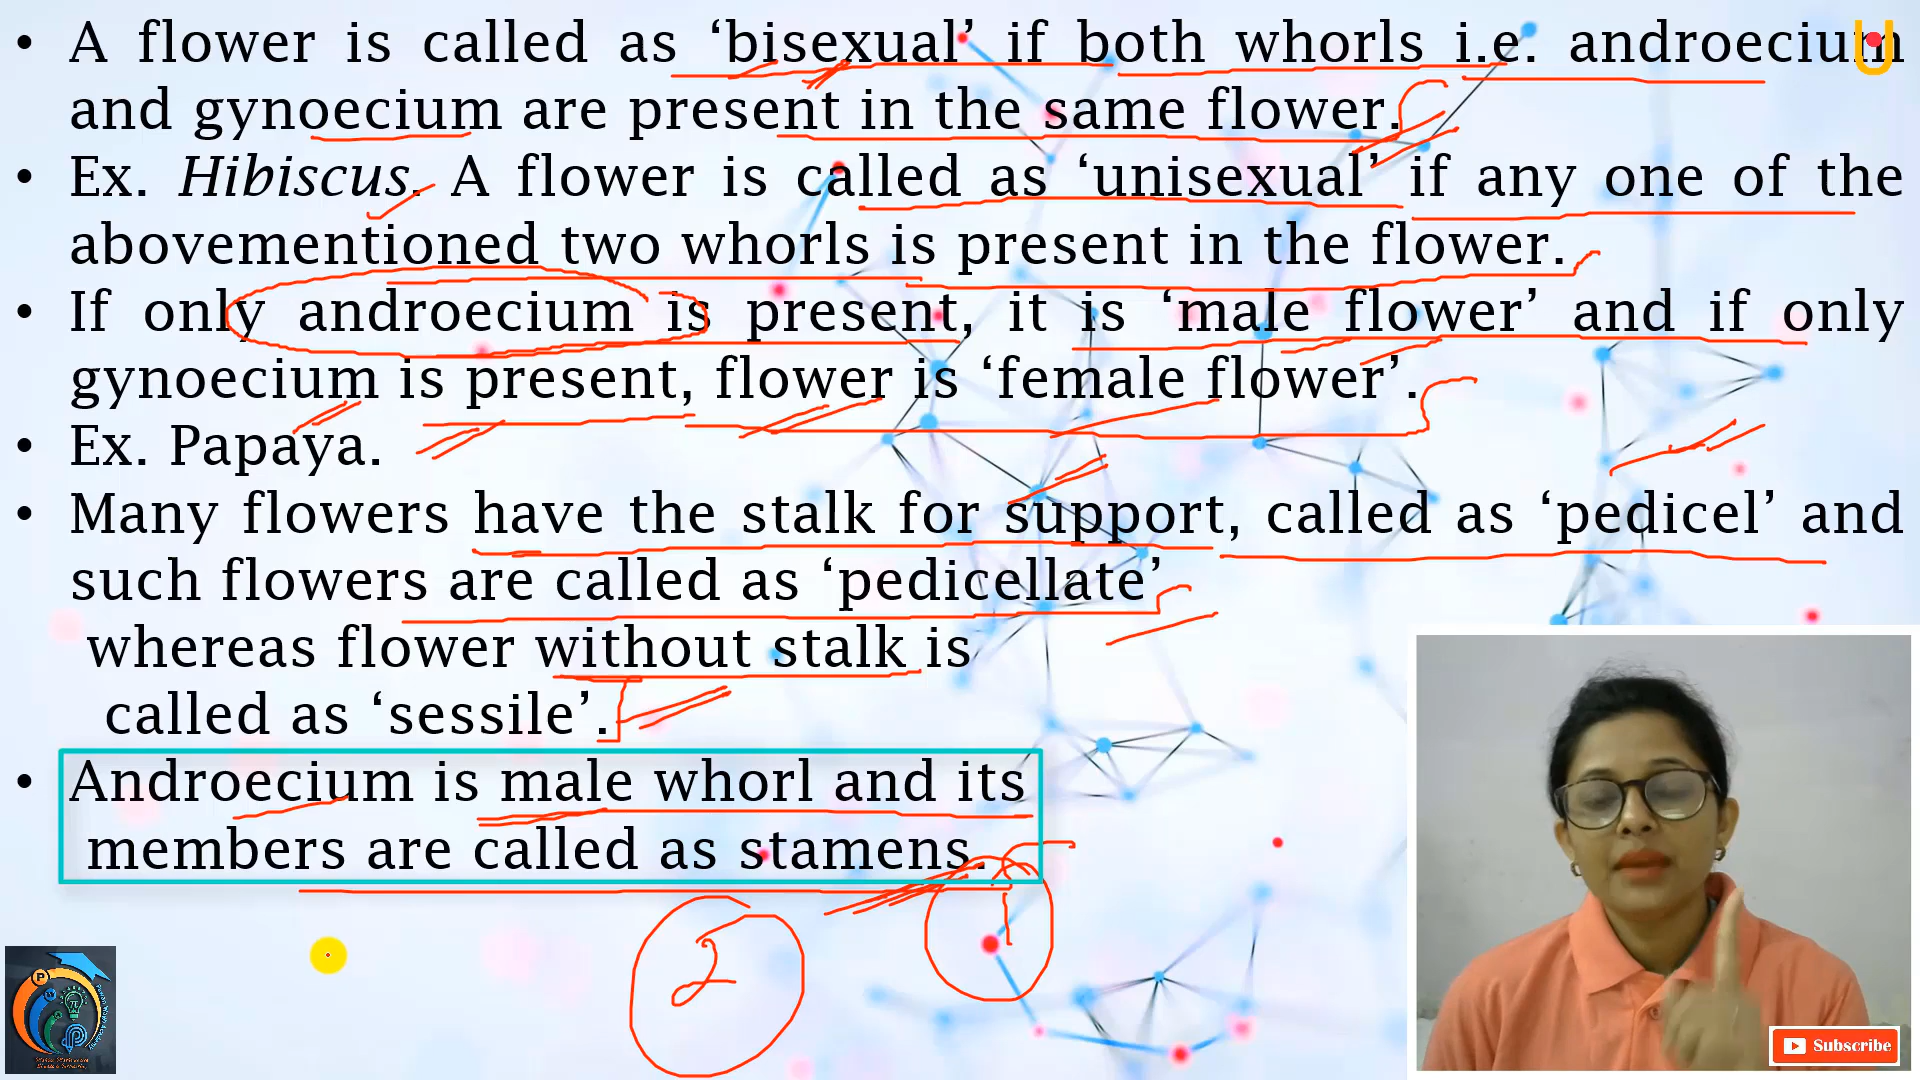 • A flower is called as ‘bisexual’ if both whorls i.e. androecium
and gynoecium are present in the same flower.
• Ex. Hibiscus. A flower is called as ‘unisexual’ if any one of the
abovementioned two whorls is present in the flower.
• If only androecium is present, it is ‘male flower’ and if only
gynoecium is present, flower is ‘female flower’.
• Ex. Papaya.
• Many flowers have the stalk for support, called as ‘pedicel’ and
such flowers are called as ‘pedicellate’
whereas flower without stalk is
called as ‘sessile’.
• Androecium is male whorl and its
members are called as stamens.
1
2
Subscribe